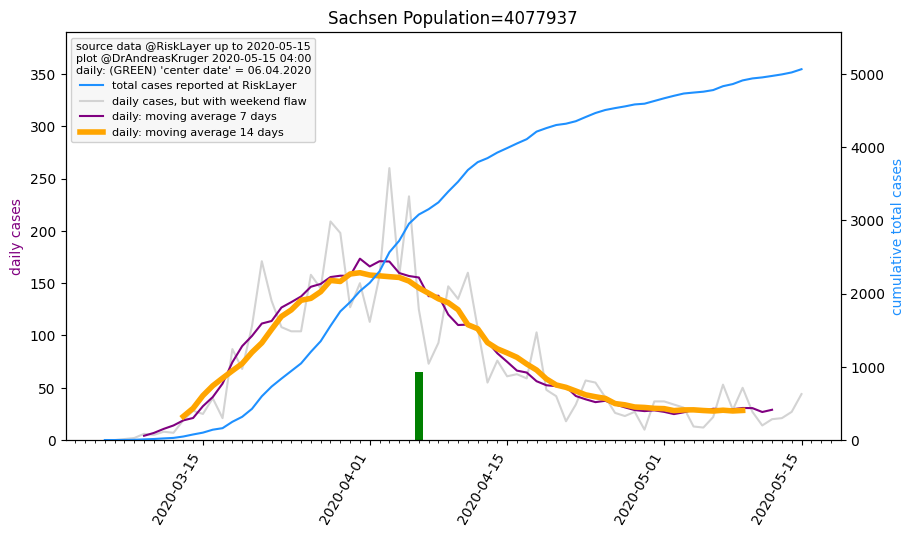 Sachsen Population=4077937
source data @RiskLayer up to 2020-05-15
plot @DrAndreasKruger 2020-05-15 04:00
daily: (GREEN) 'center date' = 06.04.2020
total cases reported at RiskLayer
daily cases, but with weekend flaw
daily: moving average 7 days
daily: moving average 14 days
daily cases
350
300
250
200
150
100
50
0
5000
4000
3000
2000
1000
0
cumulative total cases
2020-03-15
2020-04-01
2020-04-15
2020-05-01
2020-05-15